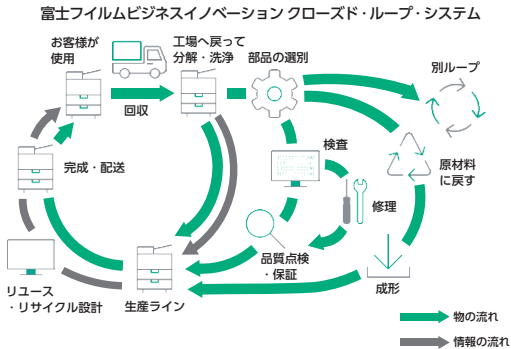 富士フイルムビジネスイノベーション クローズド・ループ・システム
お客様が
使用
工場へ戻って
分解・洗浄
部品の選別
別ループ
回収
検査
原材料
に戻す
完成・配送
修理
品質点検
・保証
リユース
・リサイクル設計
生産ライン
成形
物の流れ
情報の流れ